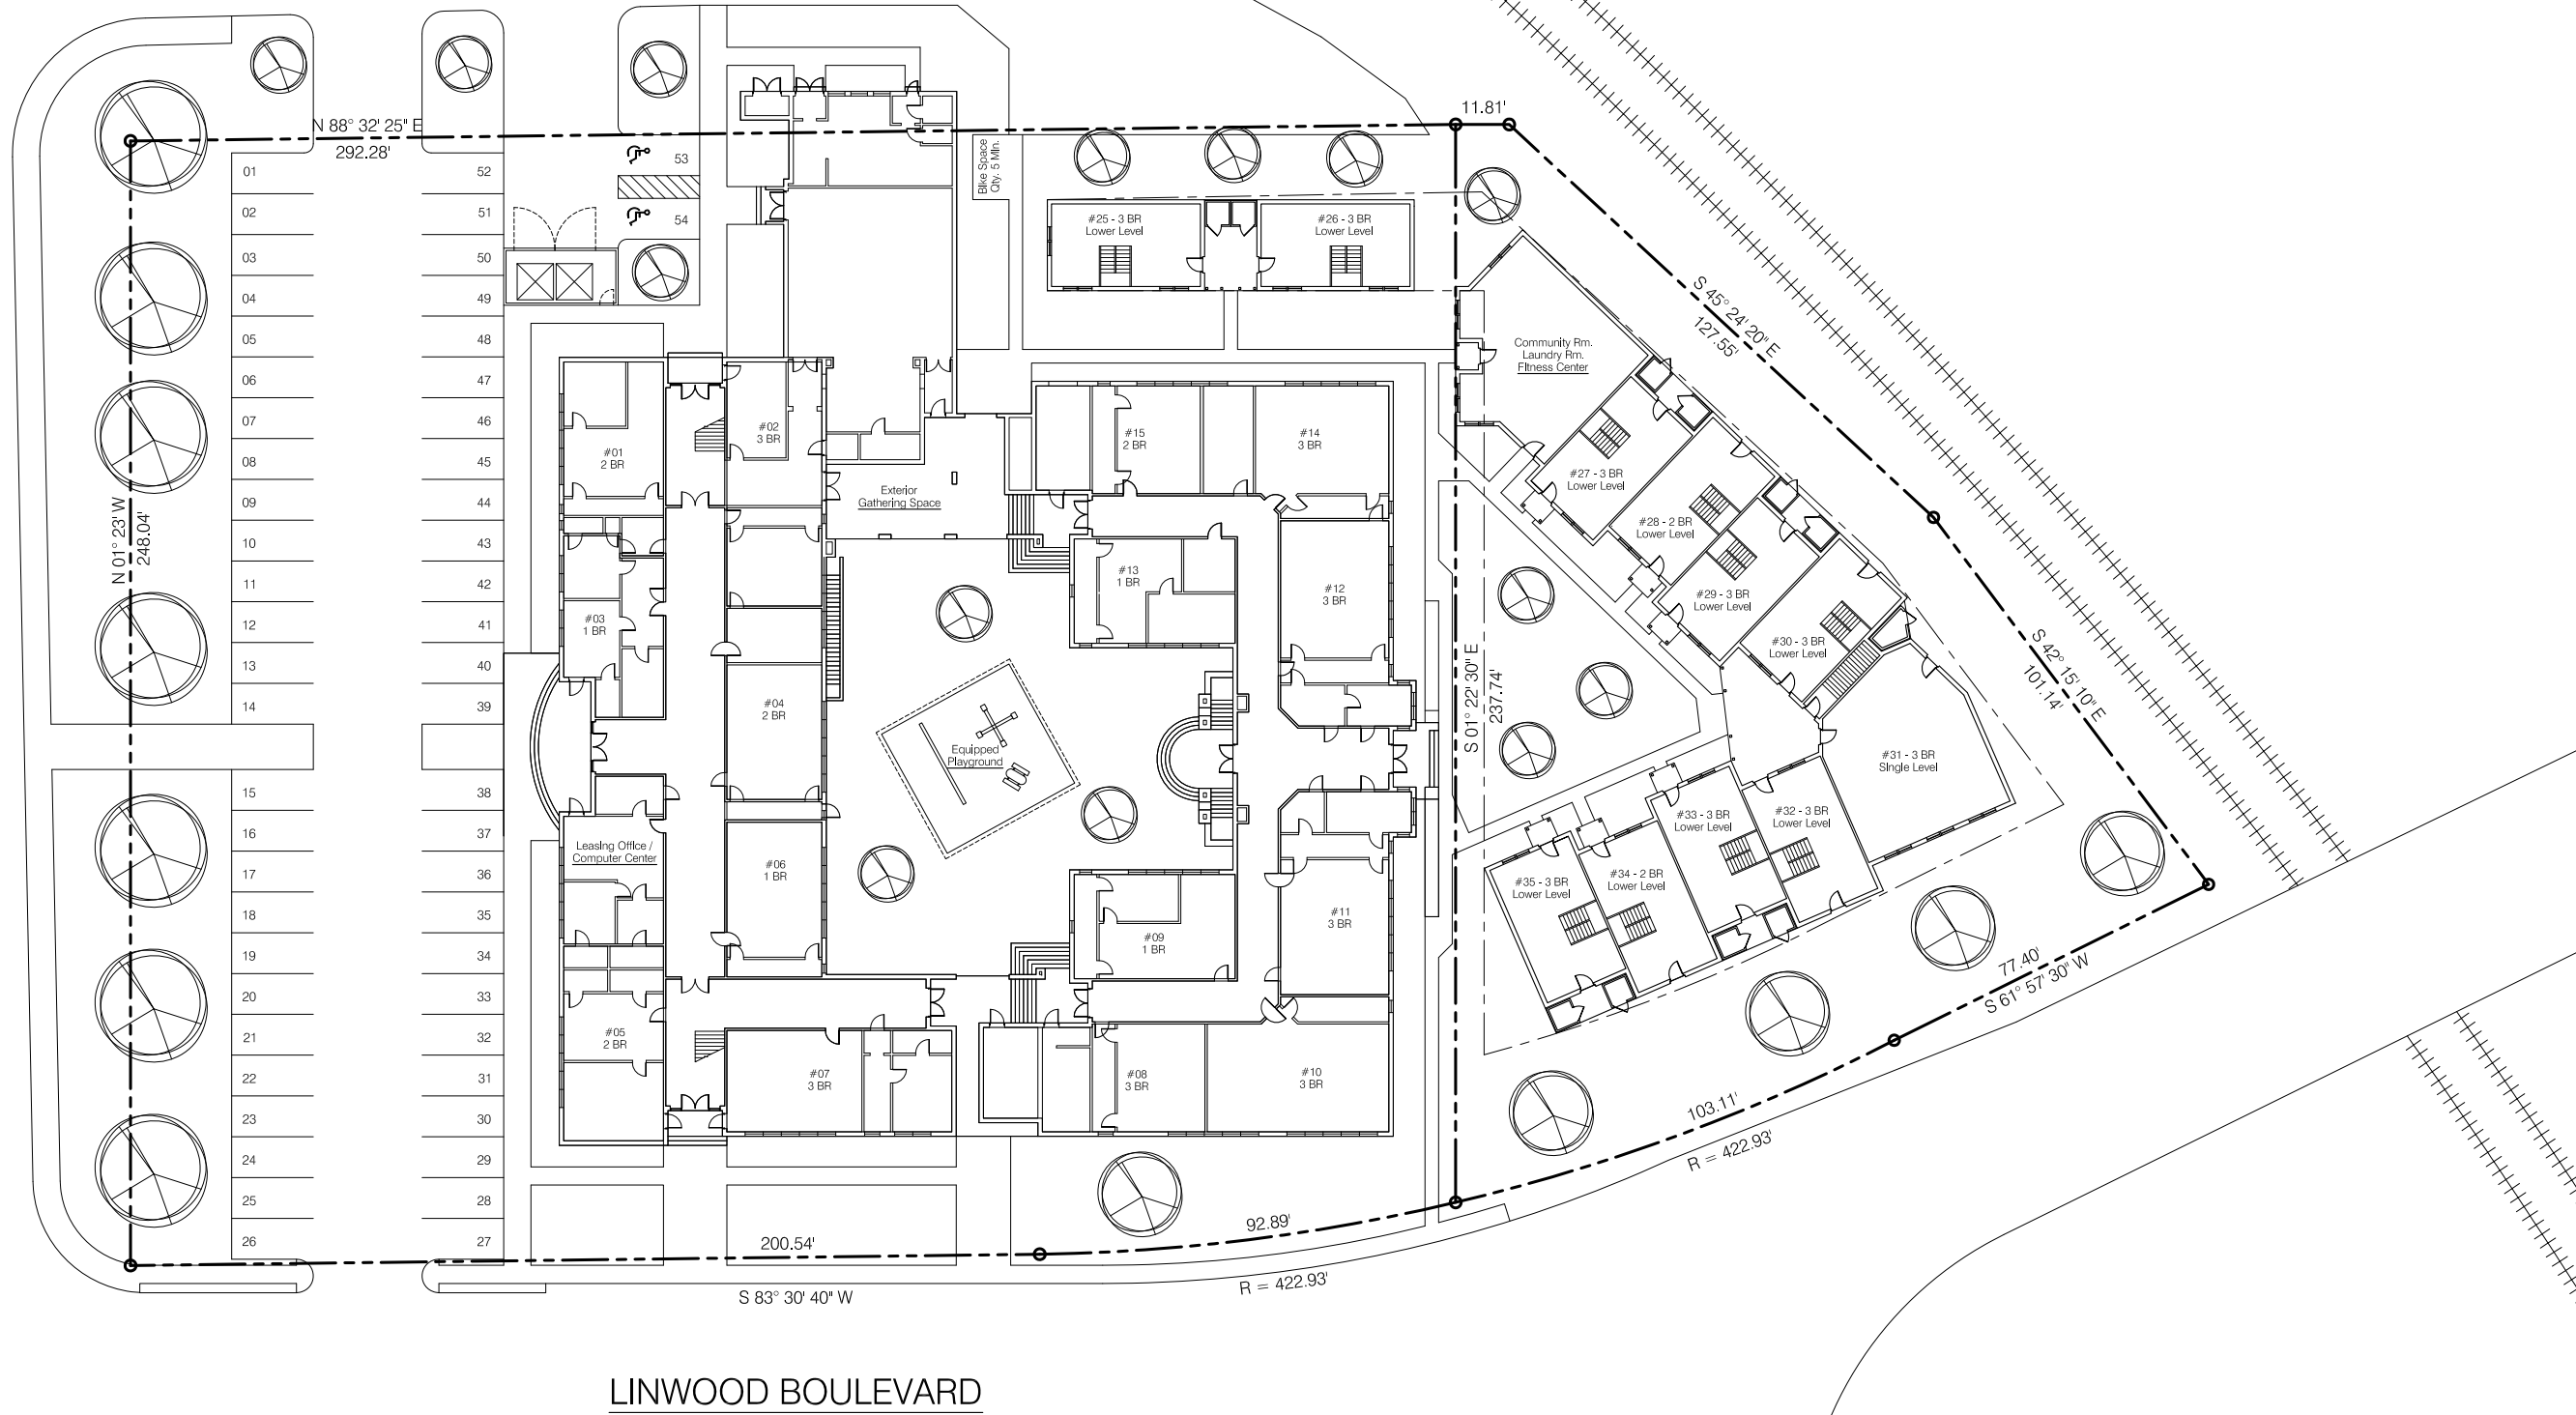 11.81'
N 88° 32' 25" E
292.28'
01
02
03
04
05
06
07
08
09
10
11
12
13
14
15
16
17
18
19
20
21
22
23
24
25
26
52
51
50
49
48
47
46
45
44
43
42
41
40
39
38
37
36
35
34
33
32
31
30
29
28
27
53
54
N 01° 23' W
248.04'
Bike Space
Qty. 5 Min.
#25 - 3 BR
Lower Level
#26 - 3 BR
Lower Level
Community Rm.
Laundry Rm.
Fitness Center
S 45° 24' 20" E
127.55'
#01
2 BR
#02
3 BR
#15
2 BR
#14
3 BR
Exterior
Gathering Space
#27 - 3 BR
Lower Level
#28 - 2 BR
Lower Level
#29 - 3 BR
Lower Level
#30 - 3 BR
Lower Level
#31 - 3 BR
Single Level
#03
1 BR
#13
1 BR
#12
3 BR
#04
2 BR
Equipped
Playground
S 01° 22' 30" E
237.74'
S 42° 15' 10" E
101.14'
Leasing Office /
Computer Center
#06
1 BR
#09
1 BR
#11
3 BR
#35 - 3 BR
Lower Level
#34 - 2 BR
Lower Level
#33 - 3 BR
Lower Level
#32 - 3 BR
Lower Level
#05
2 BR
#07
3 BR
#08
3 BR
#10
3 BR
77.40'
S 61° 57' 30" W
103.11'
R = 422.93'
92.89'
R = 422.93'
200.54'
S 83° 30' 40" W
LINWOOD BOULEVARD